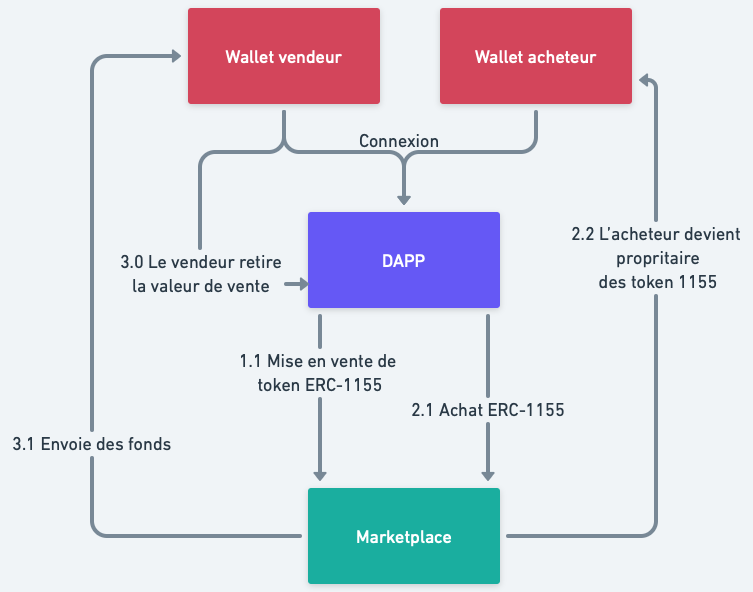 Wallet vendeur
Wallet acheteur
Connexion
2.2 L’acheteur devient
propritaire
des token 1155
3.0 Le vendeur retire
la valeur de vente
DAPP
1.1 Mise en vente de
token ERC-1155
2.1 Achat ERC-1155
3.1 Envoie des fonds
Marketplace